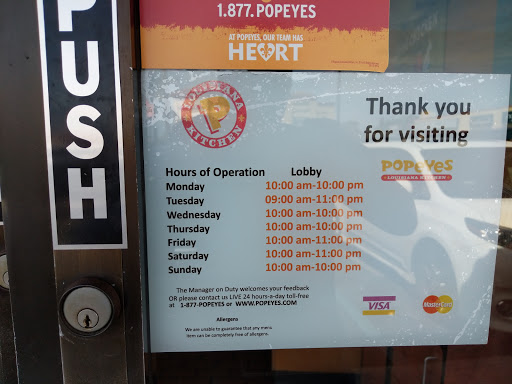 PUSH
1.877.POPEYES
AT POPEYES, OUR TEAM HAS
HEART
LOUISIANA
P
KITCHEN
Thank you
for visiting
POPEYES
LOUISIANA KITCHEN
Hours of Operation Lobby
Monday 10:00 am-10:00 pm
Tuesday 09:00 am-11:00 pm
Wednesday 10:00 am-10:00 pm
Thursday 10:00 am-10:00 pm
Friday 10:00 am-11:00 pm
Saturday 10:00 am-11:00 pm
Sunday 10:00 am-10:00 pm
The Manager on Duty welcomes your feedback
OR please contact us LIVE 24 hours-a day-toll-free
at 1-877-POPEYES or WWW.POPEYES.COM
Allergens
We are unable to guarantee that any menu
item can be completely free of allergens.
VISA
MasterCard